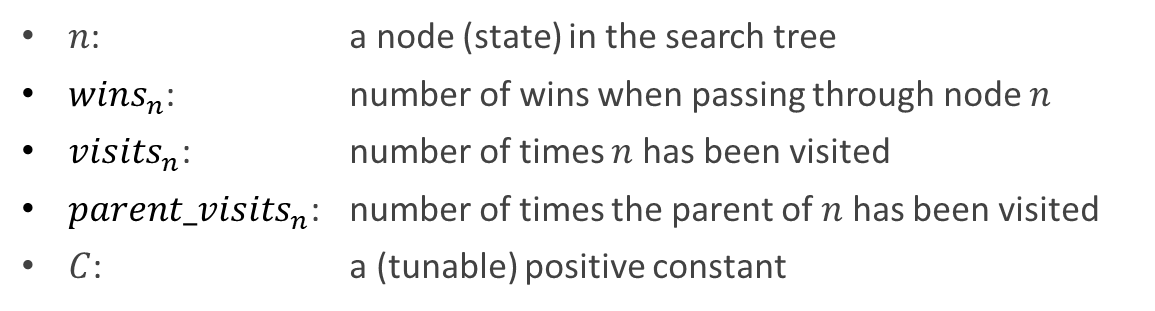 • n: a node (state) in the search tree
• wins_n: number of wins when passing through node n
• visits_n: number of times n has been visited
• parent_visits_n: number of times the parent of n has been visited
• C: a (tunable) positive constant